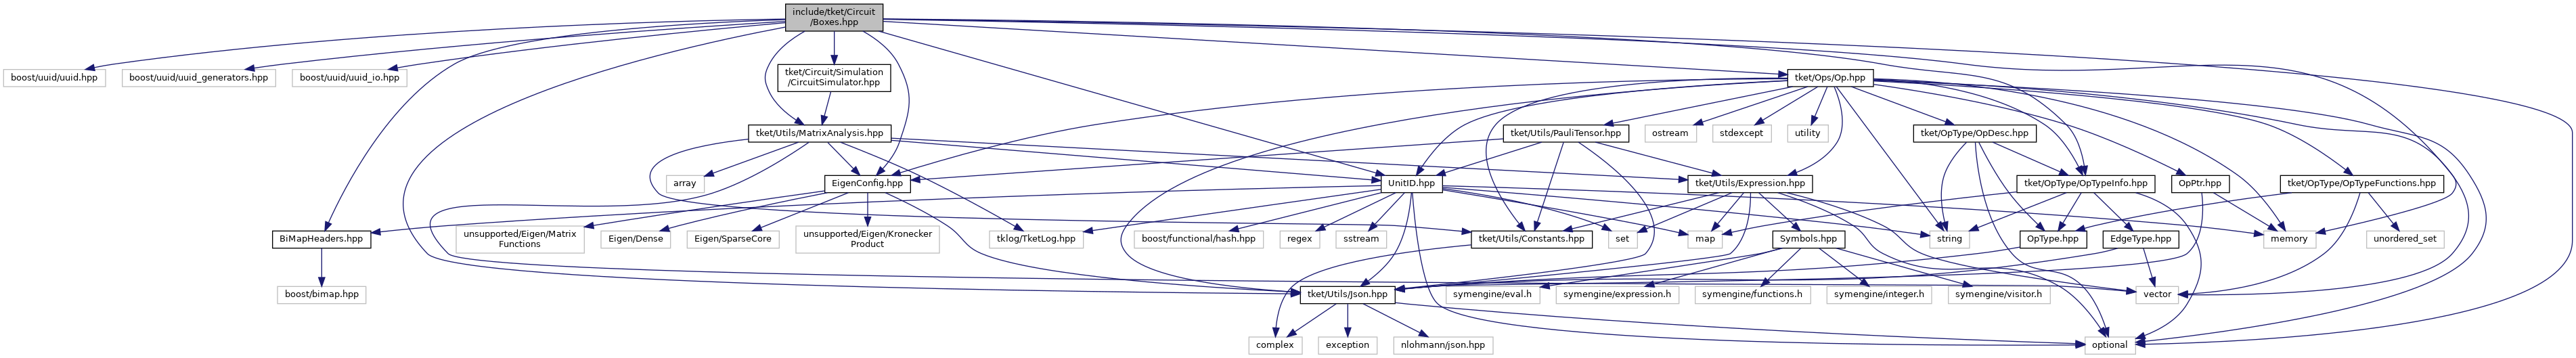 include/tket/Circuit
/Boxes.hpp
boost/uuid/uuid.hpp
boost/uuid/uuid_generators.hpp
boost/uuid/uuid_io.hpp
tket/Circuit/Simulation
/CircuitSimulator.hpp
tket/Ops/Op.hpp
tket/Utils/MatrixAnalysis.hpp
tket/Utils/PauliTensor.hpp
ostream
stdexcept
utility
tket/OpType/OpDesc.hpp
array
EigenConfig.hpp
UnitID.hpp
tket/Utils/Expression.hpp
tket/OpType/OpTypeInfo.hpp
OpPtr.hpp
tket/OpType/OpTypeFunctions.hpp
BiMapHeaders.hpp
unsupported/Eigen/Matrix
Functions
Eigen/Dense
Eigen/SparseCore
unsupported/Eigen/Kronecker
Product
tklog/TketLog.hpp
boost/functional/hash.hpp
regex
sstream
tket/Utils/Constants.hpp
set
map
Symbols.hpp
string
OpType.hpp
EdgeType.hpp
memory
unordered_set
boost/bimap.hpp
tket/Utils/Json.hpp
symengine/eval.h
symengine/expression.h
symengine/functions.h
symengine/integer.h
symengine/visitor.h
vector
complex
exception
nlohmann/json.hpp
optional